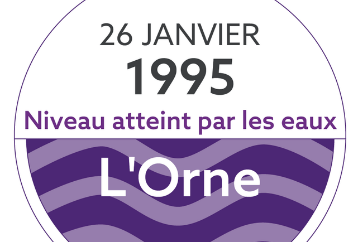 26 JANVIER
1995
Niveau atteint par les eaux
L'Orne